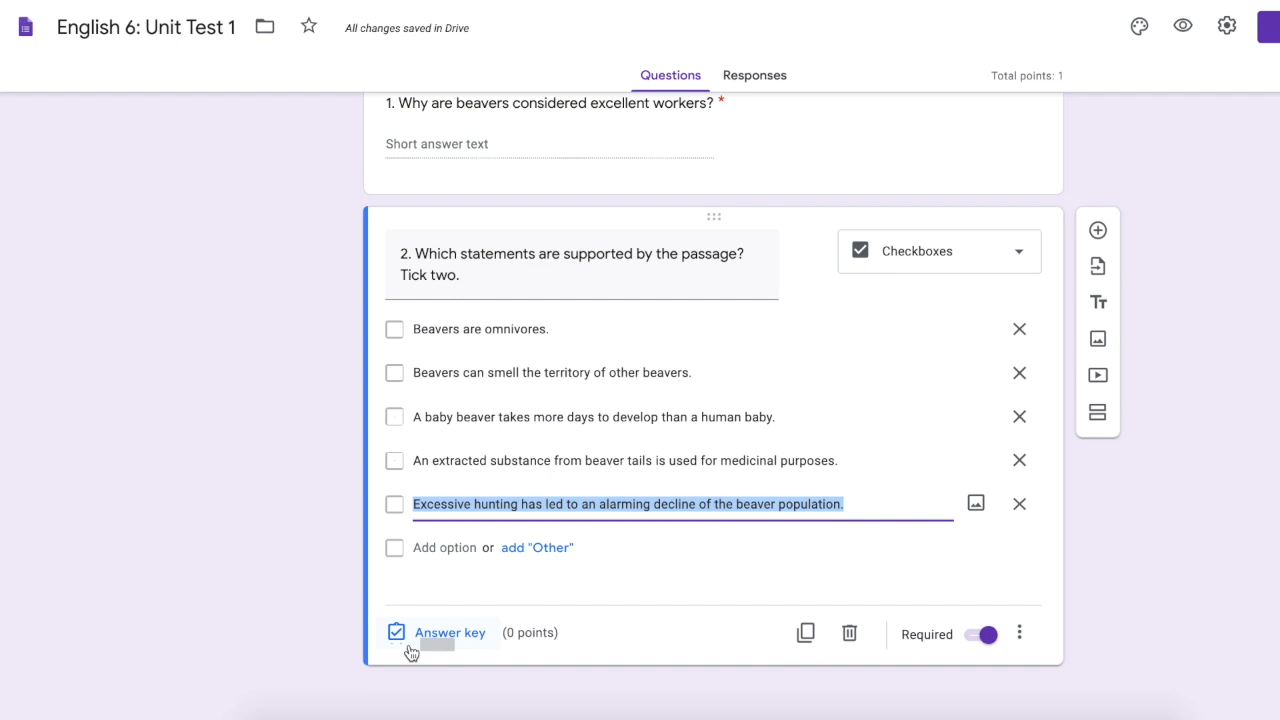 English 6: Unit Test 1
All changes saved in Drive
Questions
Responses
Total points: 1
1. Why are beavers considered excellent workers? *
Short answer text
2. Which statements are supported by the passage?
Tick two.
Checkboxes
Beavers are omnivores.
Beavers can smell the territory of other beavers.
A baby beaver takes more days to develop than a human baby.
An extracted substance from beaver tails is used for medicinal purposes.
Excessive hunting has led to an alarming decline of the beaver population.
Add option or add "Other"
Answer key (0 points)
Required
Tт